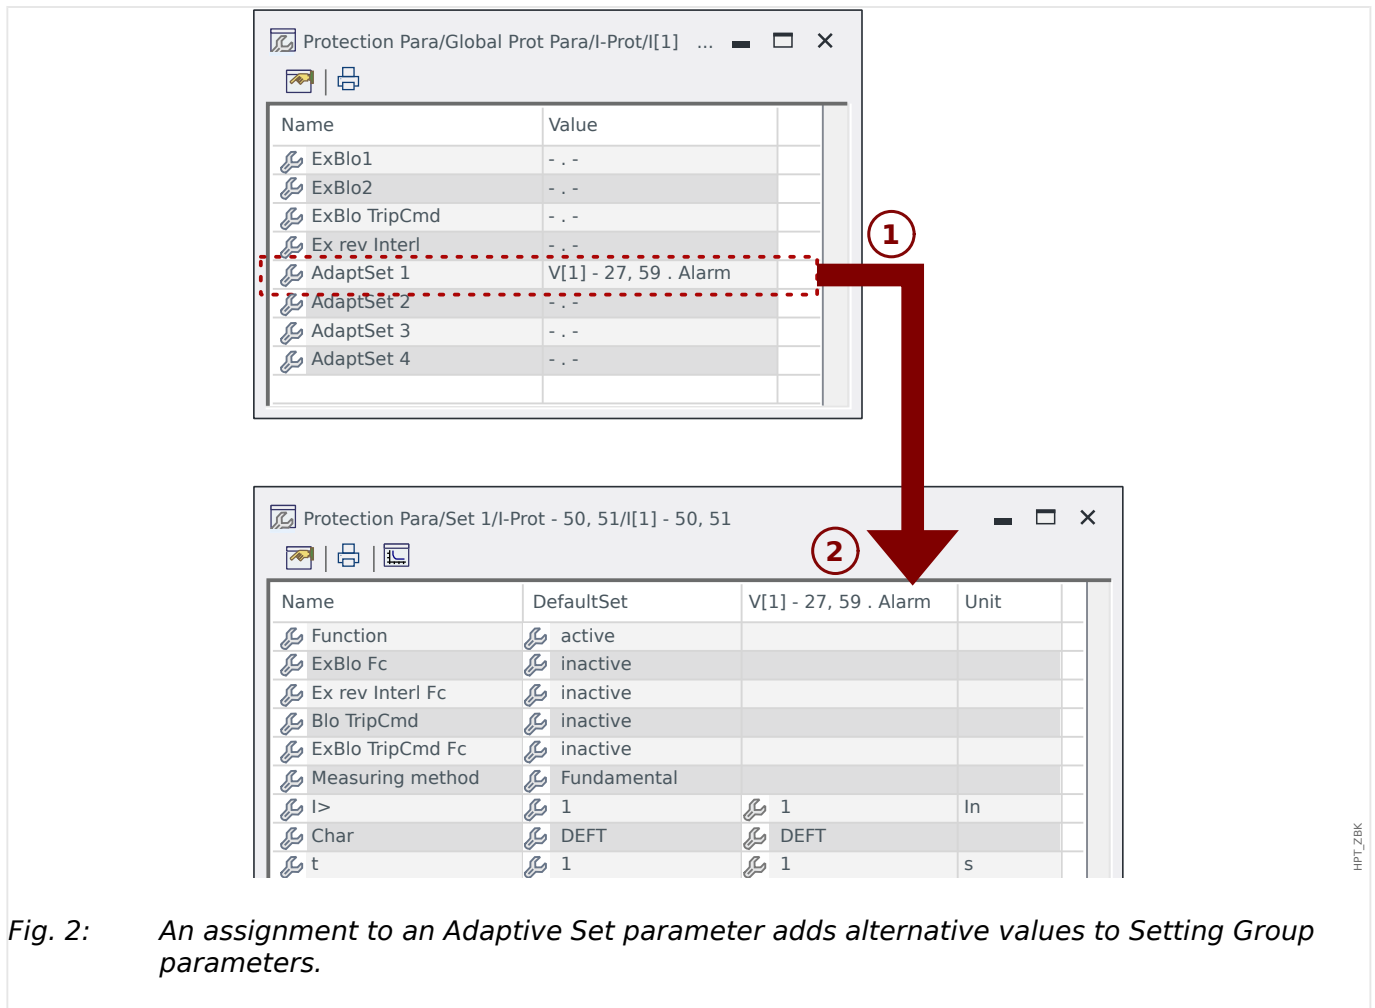 Protection Para/Global Prot Para/I-Prot/I[1] ...
Name Value
ExBlo1 - . -
ExBlo2 - . -
ExBlo TripCmd - . -
Ex rev Interl - . -
AdaptSet 1 V[1] - 27, 59 . Alarm
AdaptSet 2 - . -
AdaptSet 3 - . -
AdaptSet 4 - . -
1
Protection Para/Set 1/I-Prot - 50, 51/I[1] - 50, 51
2
Name DefaultSet V[1] - 27, 59 . Alarm Unit
Function active
ExBlo Fc inactive
Ex rev Interl Fc inactive
Blo TripCmd inactive
ExBlo TripCmd Fc inactive
Measuring method Fundamental
I> 1 1 In
Char DEFT DEFT
t 1 1 s
HPT_ZBK
Fig. 2: An assignment to an Adaptive Set parameter adds alternative values to Setting Group
parameters.